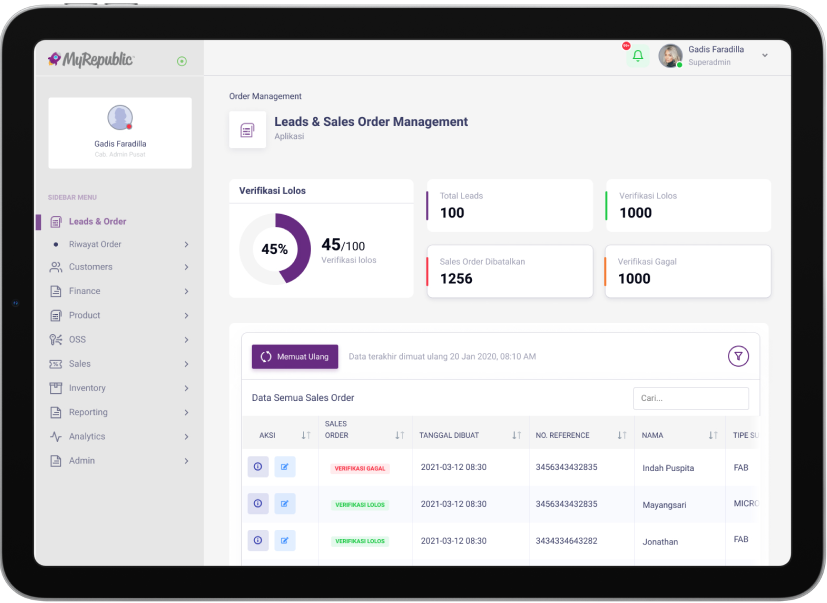 MyRepublic
Gadis Faradilla
Superadmin
Gadis Faradilla
Cab. Admin Pusat
SIDEBAR MENU
Leads & Order
Riwayat Order
Customers
Finance
Product
OSS
Sales
Inventory
Reporting
Analytics
Admin
Order Management
Leads & Sales Order Management
Aplikasi
Verifikasi Lolos
45%
45/100
Verifikasi lolos
Total Leads
100
Verifikasi Lolos
1000
Sales Order Dibatalkan
1256
Verifikasi Gagal
1000
Memuat Ulang
Data terakhir dimuat ulang 20 Jan 2020, 08:10 AM
Data Semua Sales Order
Cari...
AKSI
SALES
ORDER
TANGGAL DIBUAT
NO. REFERENCE
NAMA
TIPE SU
VERIFIKASI GAGAL
2021-03-12 08:30
3456343432835
Indah Puspita
FAB
VERIFIKASI LOLOS
2021-03-12 08:30
3456343432835
Mayangsari
MICRO
VERIFIKASI LOLOS
2021-03-12 08:30
3434334643282
Jonathan
FAB